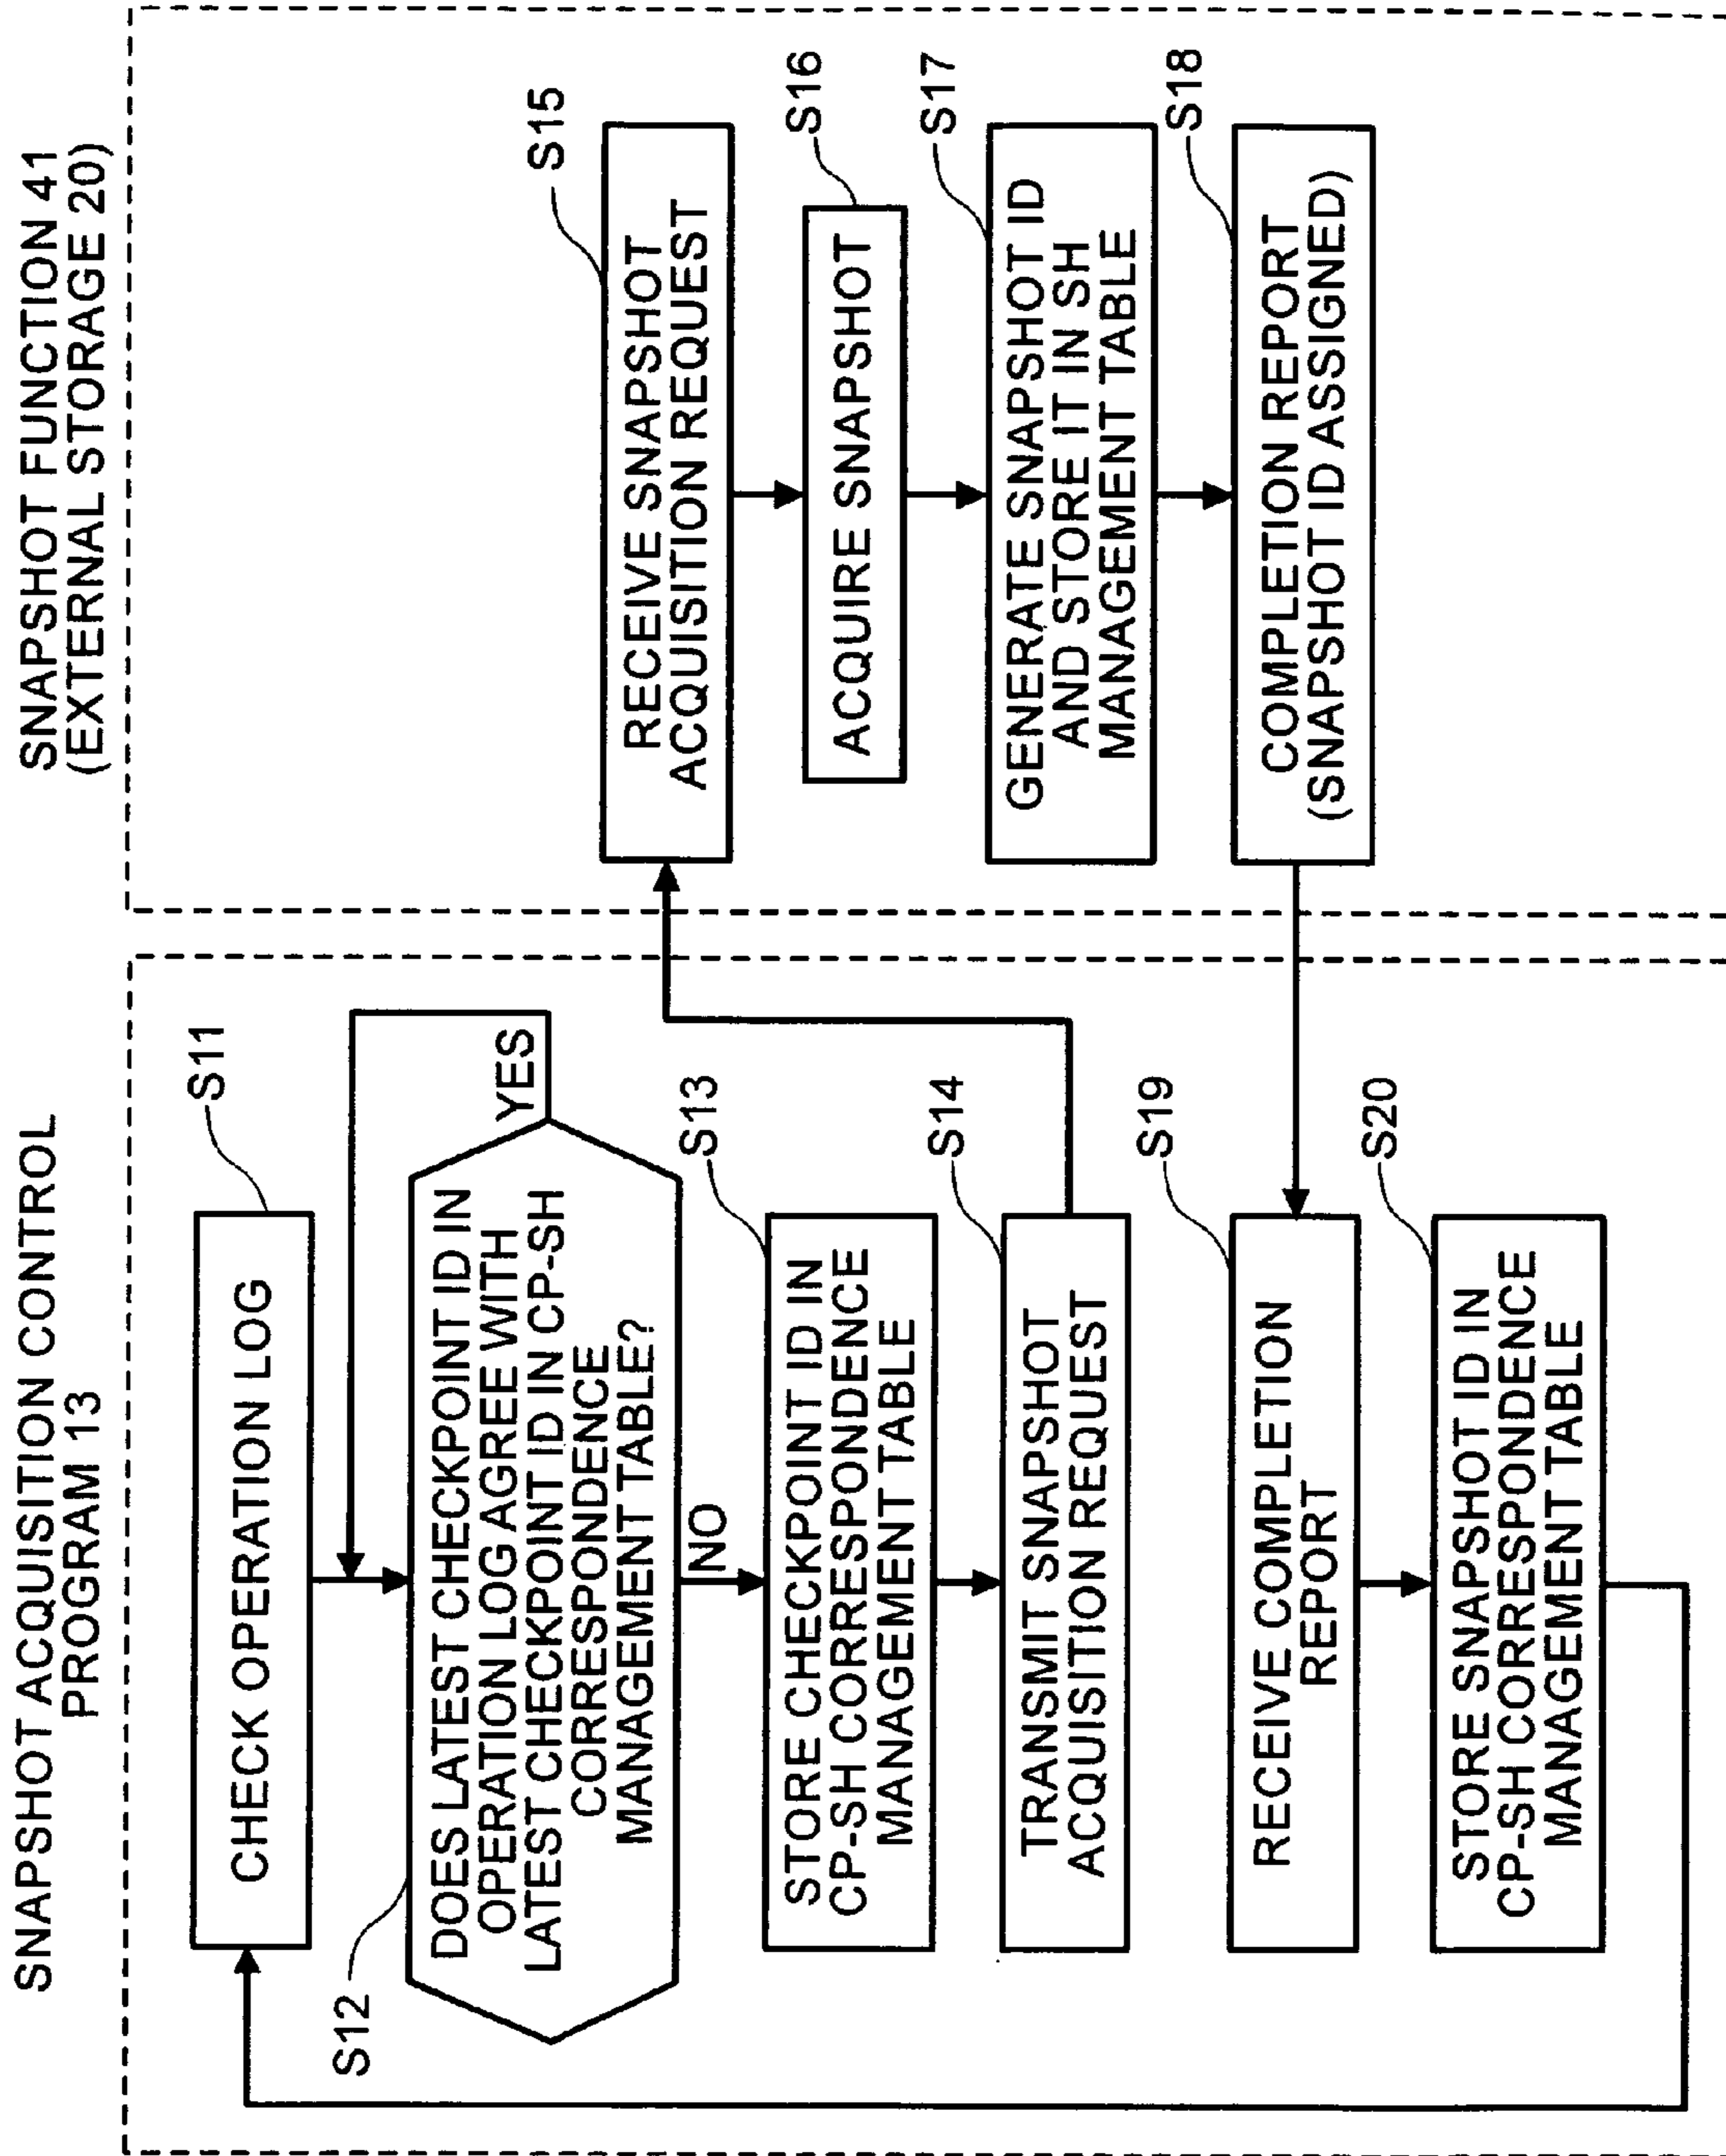 SNAPSHOT ACQUISITION CONTROL
PROGRAM 13
S11
CHECK OPERATION LOG
S12
DOES LATEST CHECKPOINT ID IN
OPERATION LOG AGREE WITH
LATEST CHECKPOINT ID IN CP-SH
CORRESPONDENCE
MANAGEMENT TABLE?
YES
NO
S13
STORE CHECKPOINT ID IN
CP-SH CORRESPONDENCE
MANAGEMENT TABLE
S14
TRANSMIT SNAPSHOT
ACQUISITION REQUEST
S19
RECEIVE COMPLETION
REPORT
S20
STORE SNAPSHOT ID IN
CP-SH CORRESPONDENCE
MANAGEMENT TABLE
SNAPSHOT FUNCTION 41
(EXTERNAL STORAGE 20)
S15
RECEIVE SNAPSHOT
ACQUISITION REQUEST
S16
ACQUIRE SNAPSHOT
S17
GENERATE SNAPSHOT ID
AND STORE IT IN SH
MANAGEMENT TABLE
S18
COMPLETION REPORT
(SNAPSHOT ID ASSIGNED)